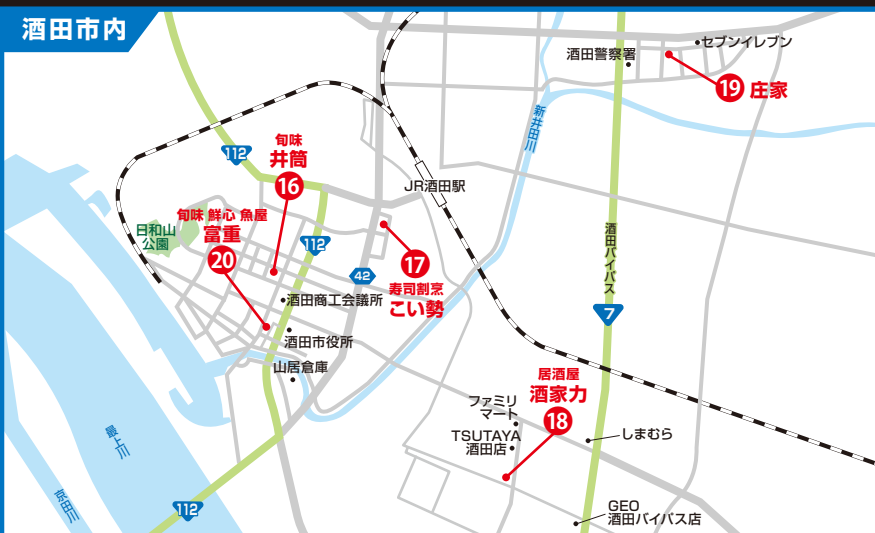 酒田市内
セブンイレブン
酒田警察署
19 庄家
新井田川
112
旬味
井筒
16
JR酒田駅
旬味 鮮心 魚屋
富重
20
日和山
公園
112
42
17
寿司割烹
こい勢
酒田バイパス
7
酒田商工会議所
酒田市役所
山居倉庫
居酒屋
酒家力
18
ファミリ
マート
TSUTAYA
酒田店
しまむら
最上川
京田川
112
GEO
酒田バイパス店